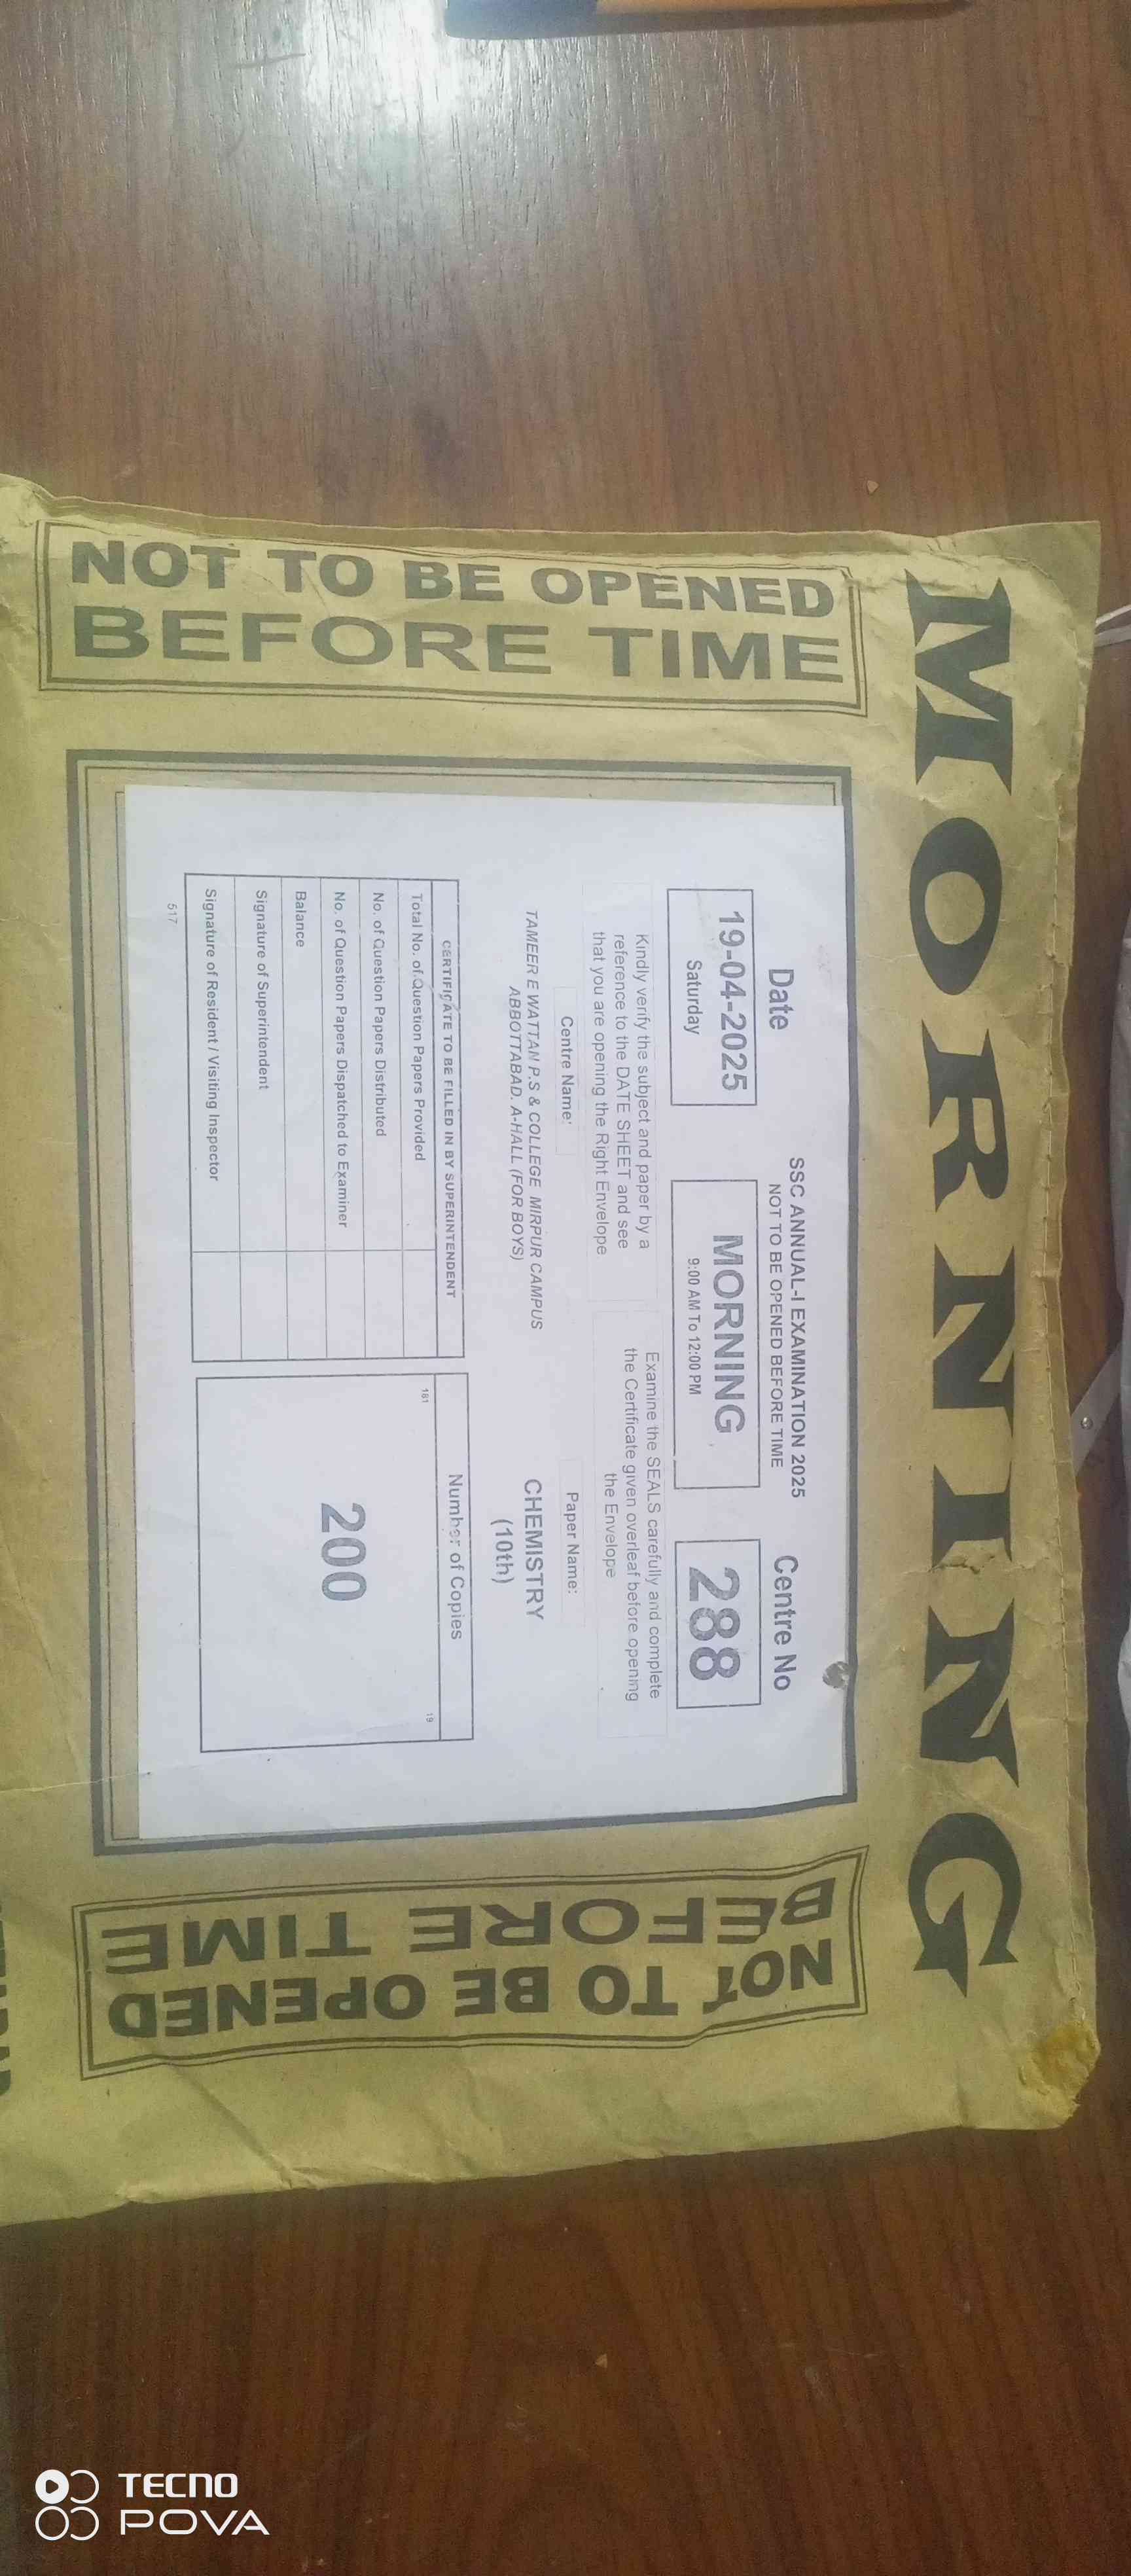 MORNING
NOT TO BE OPENED
BEFORE TIME
SSC ANNUAL-I EXAMINATION 2025
NOT TO BE OPENED BEFORE TIME
Date
19-04-2025
Saturday
MORNING
9:00 AM To 12:00 PM
Centre No
288
Kindly verify the subject and paper by a
reference to the DATE SHEET and see
that you are opening the Right Envelope
Examine the SEALS carefully and complete
the Certificate given overleaf before opening
the Envelope
Centre Name:
TAMEER E WATTAN P.S & COLLEGE MIRPUR CAMPUS
ABBOTTABAD. A-HALL (FOR BOYS)
Paper Name:
CHEMISTRY
(10th)
CERTIFICATE TO BE FILLED IN BY SUPERINTENDENT
Total No. of Question Papers Provided
No. of Question Papers Distributed
No. of Question Papers Dispatched to Examiner
Balance
Signature of Superintendent
Signature of Resident / Visiting Inspector
517
Number of Copies
181
19
200
NOT TO BE OPENED
BEFORE TIME
TECNO
POVA